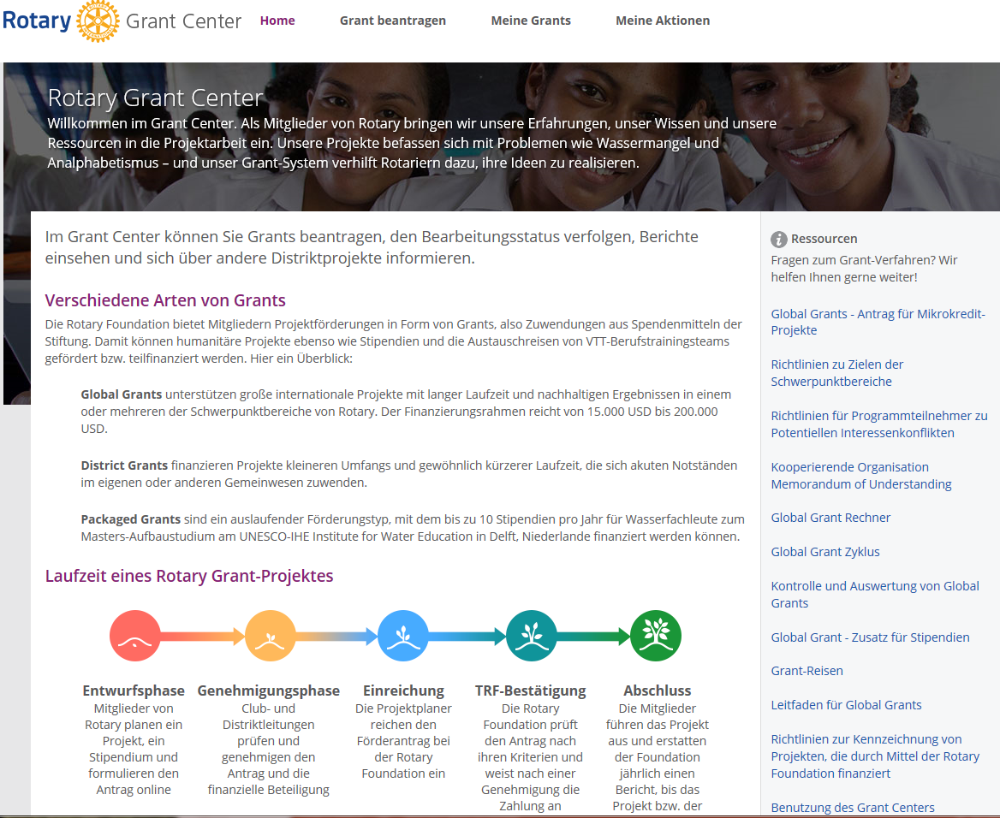 Rotary Grant Center Home Grant beantragen Meine Grants Meine Aktionen
Rotary Grant Center
Willkommen im Grant Center. Als Mitglieder von Rotary bringen wir unsere Erfahrungen, unser Wissen und unsere
Ressourcen in die Projektarbeit ein. Unsere Projekte befassen sich mit Problemen wie Wassermangel und
Analphabetismus – und unser Grant-System verhilft Rotariern dazu, ihre Ideen zu realisieren.
Im Grant Center können Sie Grants beantragen, den Bearbeitungsstatus verfolgen, Berichte
einsehen und sich über andere Distriktprojekte informieren.
Verschiedene Arten von Grants
Die Rotary Foundation bietet Mitgliedern Projektförderungen in Form von Grants, also Zuwendungen aus Spendenmitteln der
Stiftung. Damit können humanitäre Projekte ebenso wie Stipendien und die Austauschreisen von VTT-Berufstrainingsteams
gefördert bzw. teilfinanziert werden. Hier ein Überblick:
Global Grants unterstützen große internationale Projekte mit langer Laufzeit und nachhaltigen Ergebnissen in einem
oder mehreren der Schwerpunktbereiche von Rotary. Der Finanzierungsrahmen reicht von 15.000 USD bis 200.000
USD.
District Grants finanzieren Projekte kleineren Umfangs und gewöhnlich kürzerer Laufzeit, die sich akuten Notständen
im eigenen oder anderen Gemeinwesen zuwenden.
Packaged Grants sind ein auslaufender Förderungstyp, mit dem bis zu 10 Stipendien pro Jahr für Wasserfachleute zum
Masters-Aufbaustudium am UNESCO-IHE Institute for Water Education in Delft, Niederlande finanziert werden können.
Laufzeit eines Rotary Grant-Projektes
Entwurfsphase
Mitglieder von
Rotary planen ein
Projekt, ein
Stipendium und
formulieren den
Antrag online
Genehmigungsphase
Club- und
Distriktleitungen
prüfen und
genehmigen den
Antrag und die
finanzielle Beteiligung
Einreichung
Die Projektplaner
reichen den
Förderantrag bei
der Rotary
Foundation ein
TRF-Bestätigung
Die Rotary
Foundation prüft
den Antrag nach
ihren Kriterien und
weist nach einer
Genehmigung die
Zahlung an
Abschluss
Die Mitglieder
führen das Projekt
aus und erstatten
der Foundation
jährlich einen
Bericht, bis das
Projekt bzw. der
Ressourcen
Fragen zum Grant-Verfahren? Wir
helfen Ihnen gerne weiter!
Global Grants - Antrag für Mikrokredit-
Projekte
Richtlinien zu Zielen der
Schwerpunktbereiche
Richtlinien für Programmteilnehmer zu
Potentiellen Interessenkonflikten
Kooperierende Organisation
Memorandum of Understanding
Global Grant Rechner
Global Grant Zyklus
Kontrolle und Auswertung von Global
Grants
Global Grant - Zusatz für Stipendien
Grant-Reisen
Leitfaden für Global Grants
Richtlinien zur Kennzeichnung von
Projekten, die durch Mittel der Rotary
Foundation finanziert
Benutzung des Grant Centers